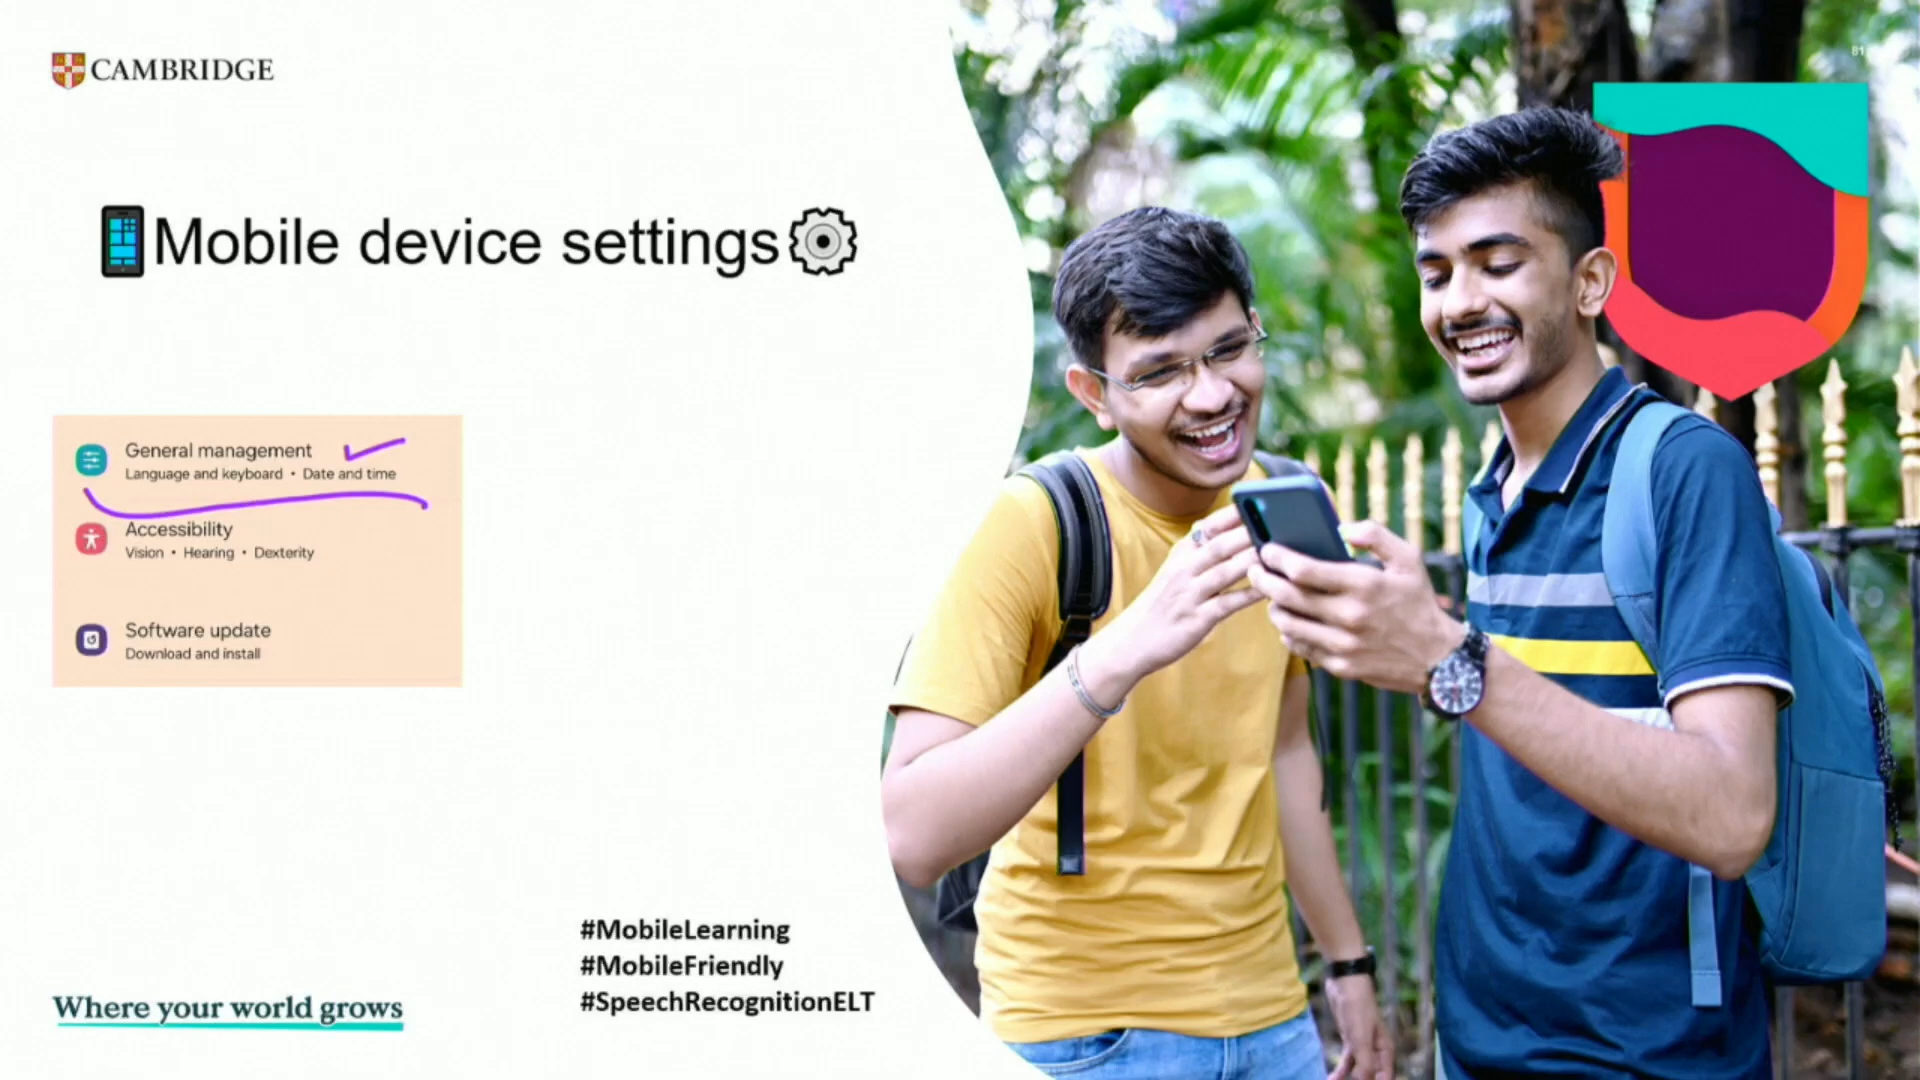 CAMBRIDGE
81
Mobile device settings
General management
Language and keyboard • Date and time
Accessibility
Vision • Hearing • Dexterity
Software update
Download and install
#MobileLearning
#MobileFriendly
#SpeechRecognitionELT
Where your world grows